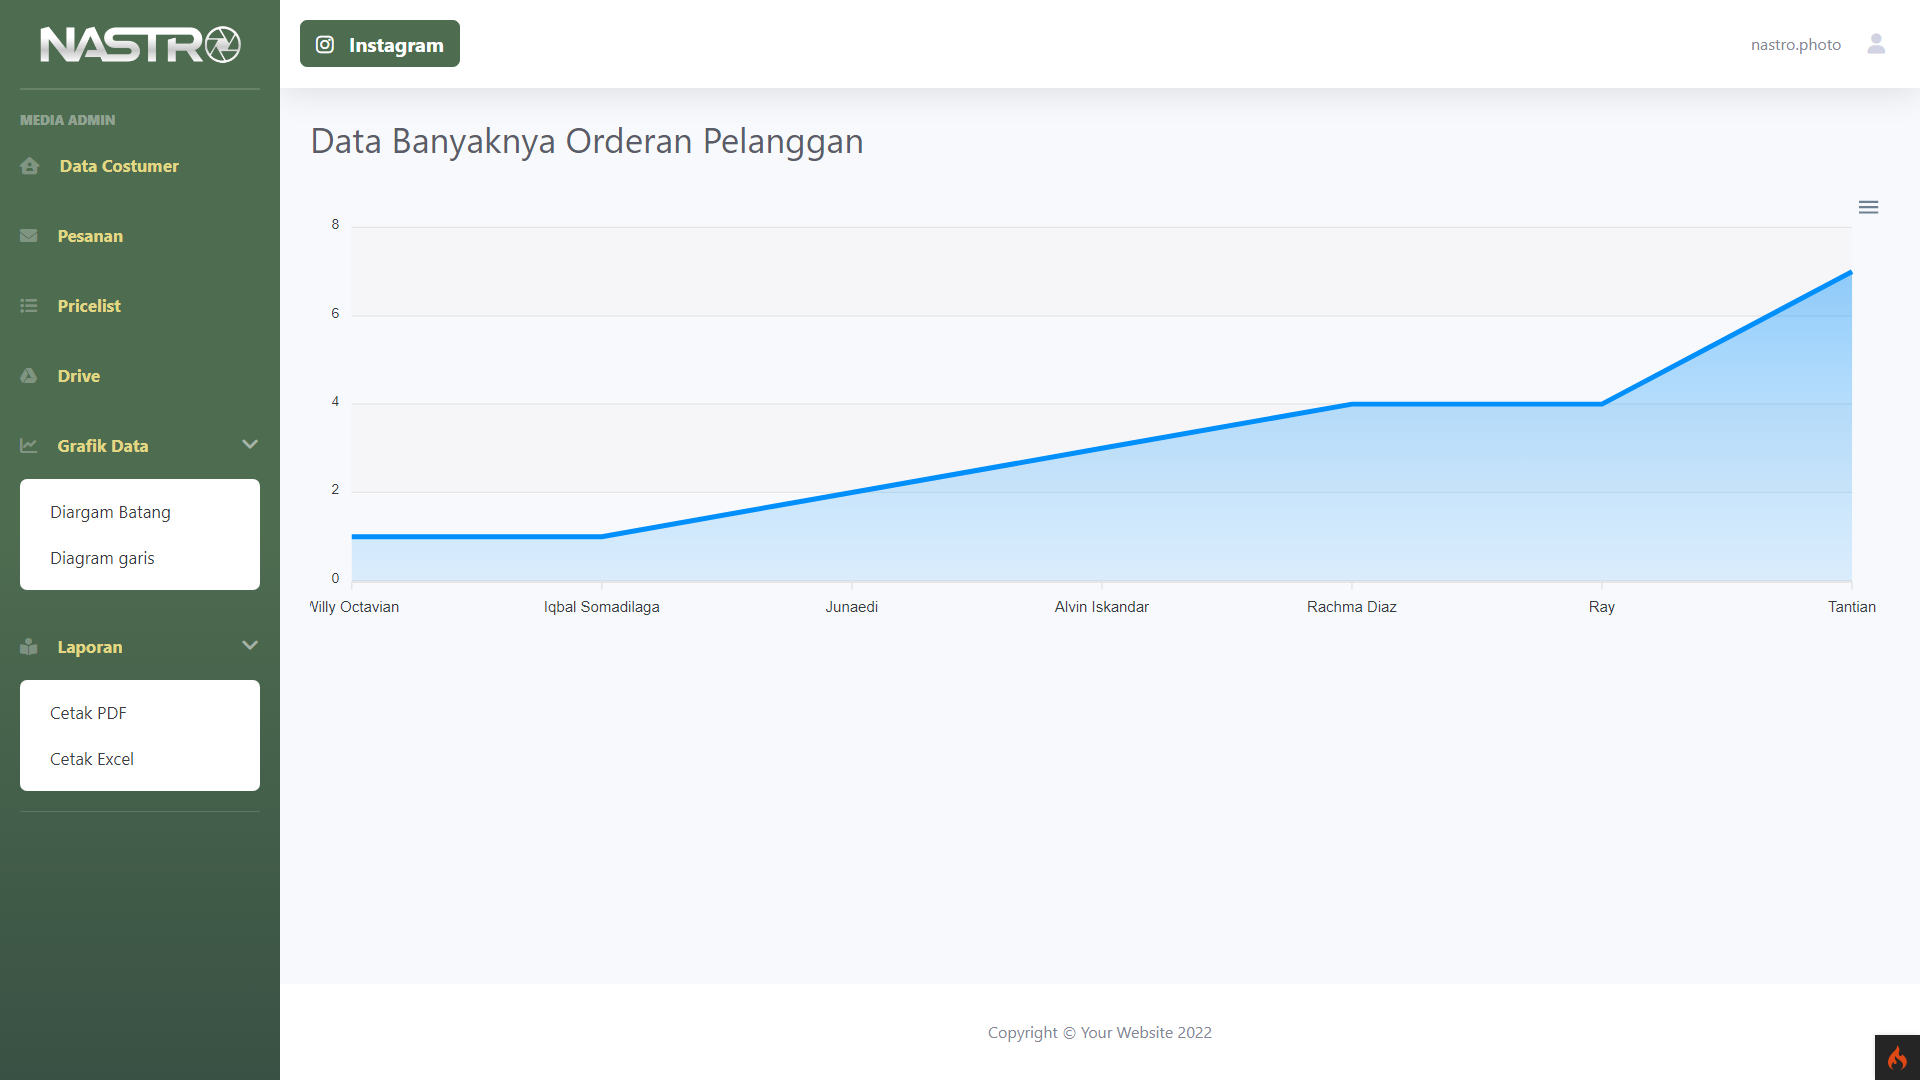 NASTRO
Instagram
nastro.photo
MEDIA ADMIN
Data Costumer
Pesanan
Pricelist
Drive
Grafik Data
Diargam Batang
Diagram garis
Laporan
Cetak PDF
Cetak Excel
Data Banyaknya Orderan Pelanggan
8
6
4
2
0
Willy Octavian
Iqbal Somadilaga
Junaedi
Alvin Iskandar
Rachma Diaz
Ray
Tantian
Copyright © Your Website 2022